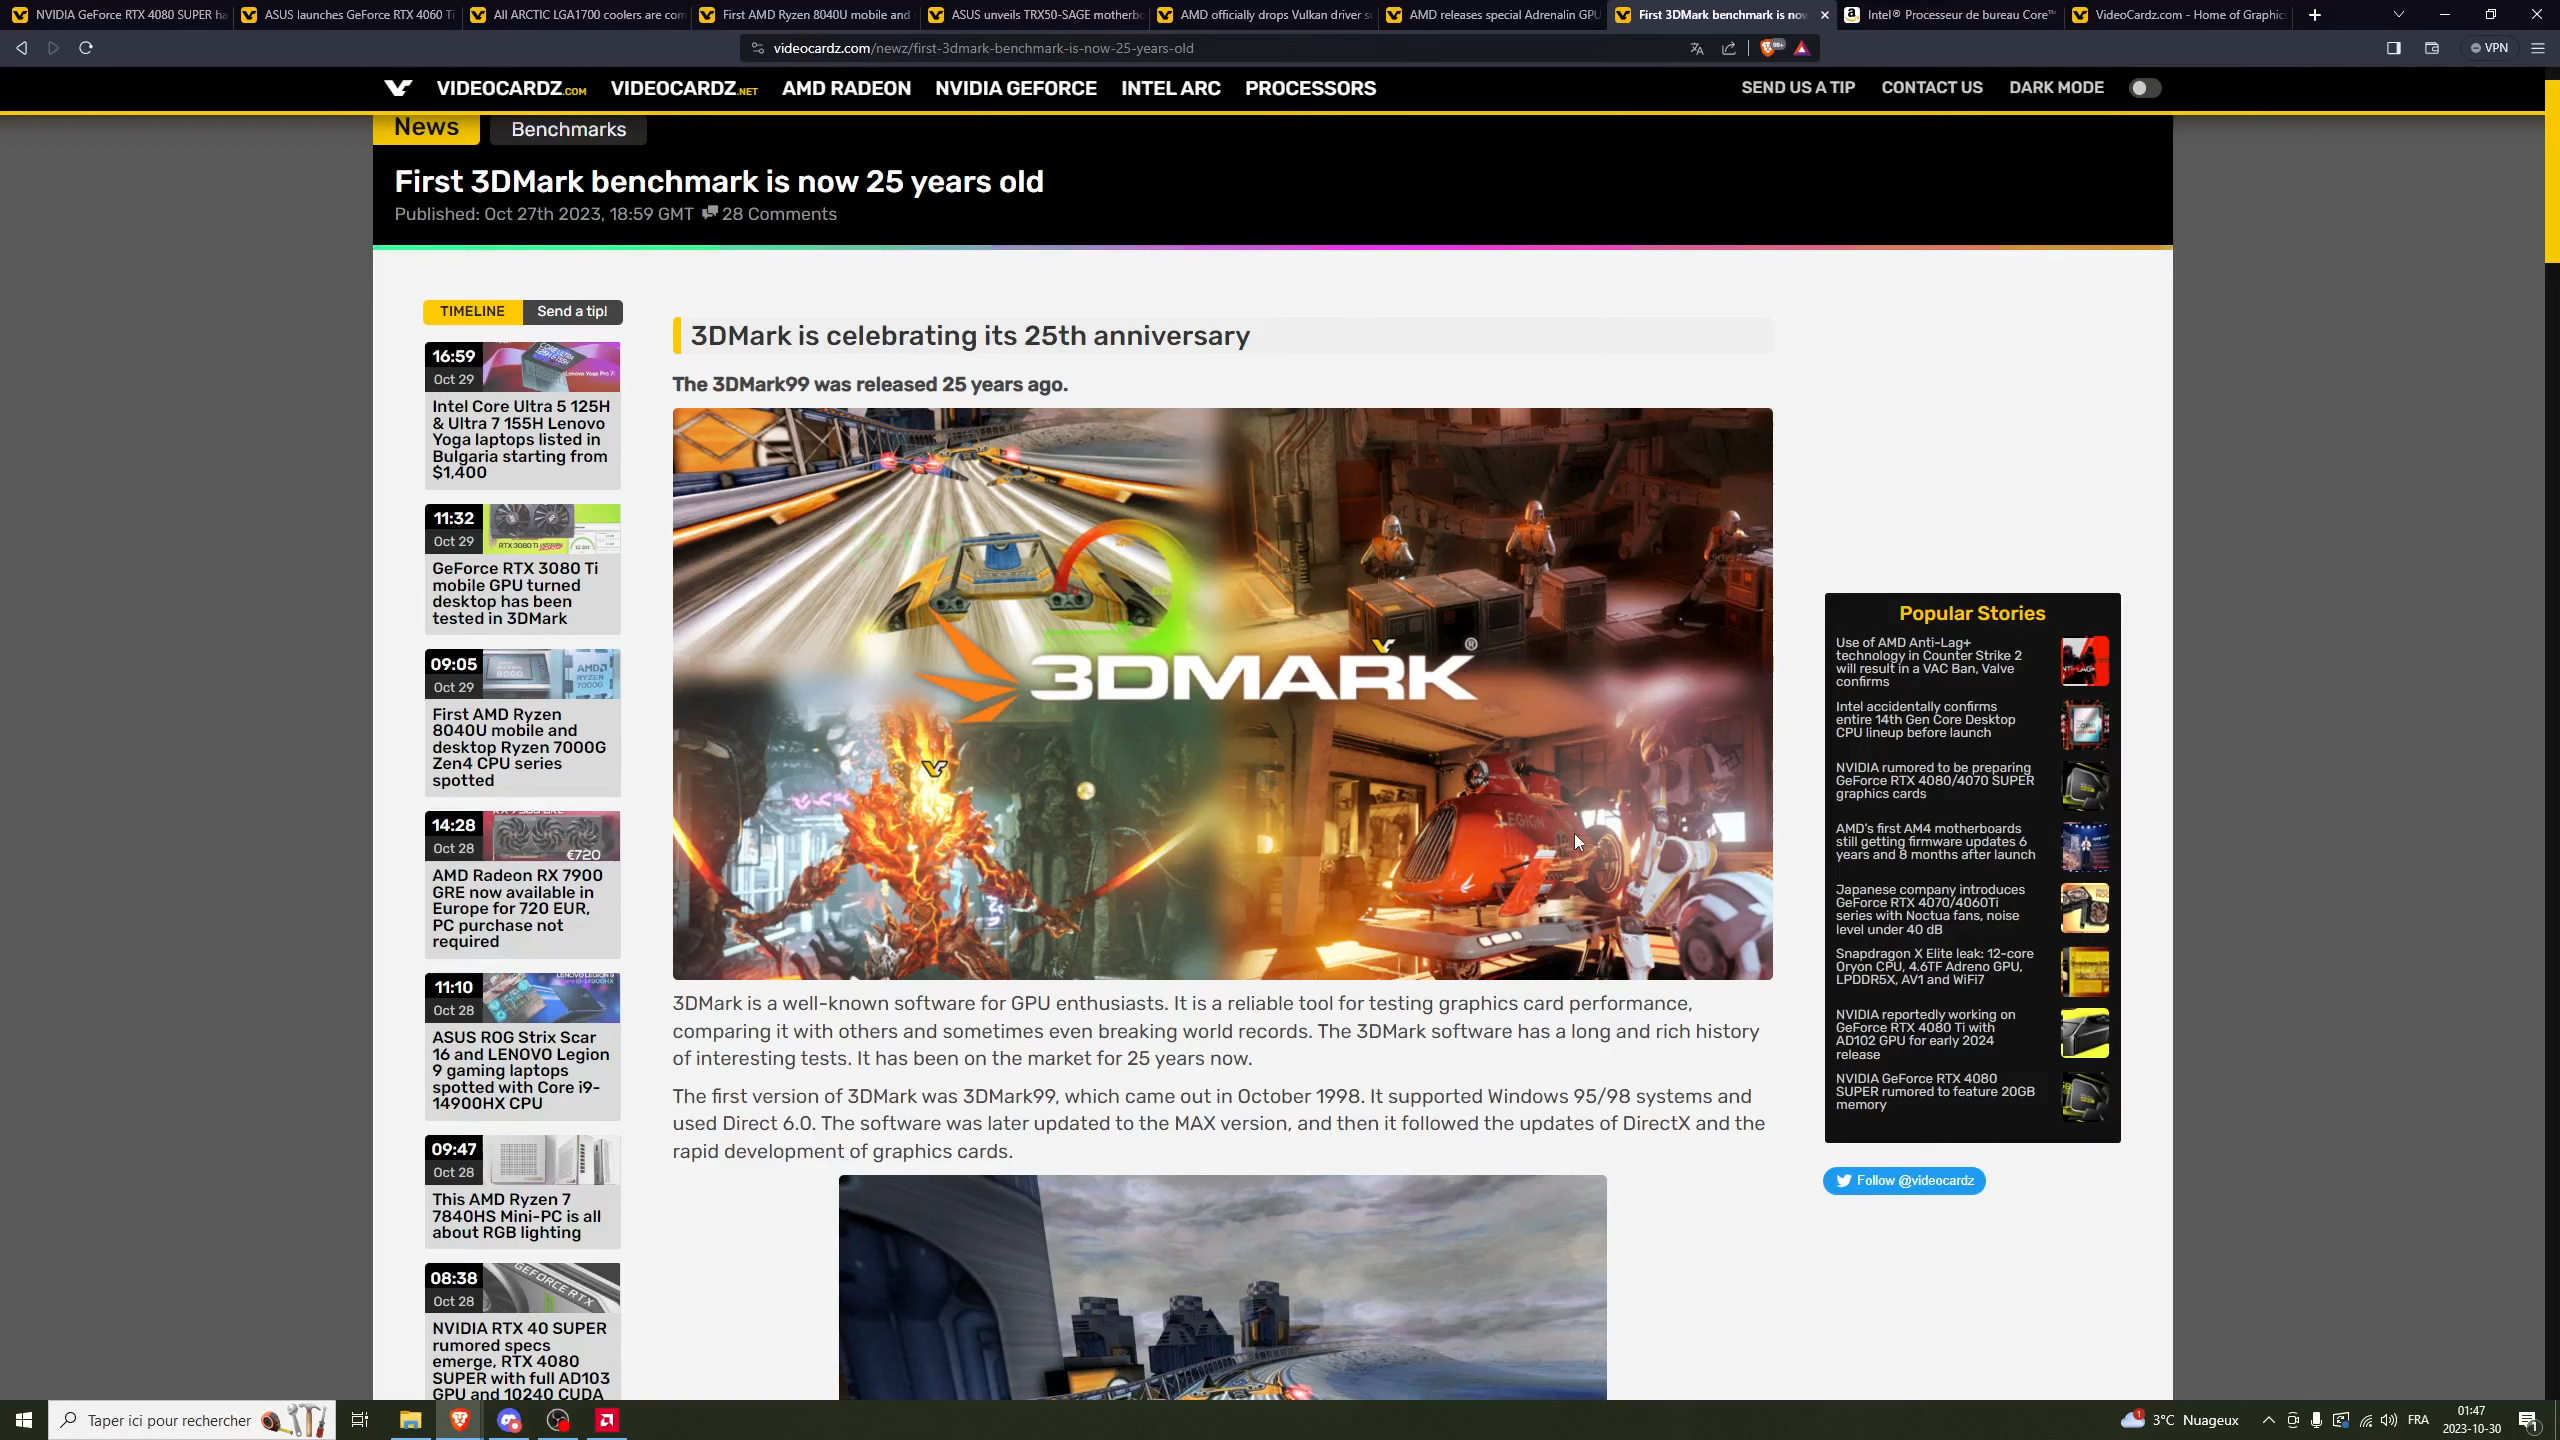 NVIDIA GeForce RTX 4080 SUPER ha
ASUS launches GeForce RTX 4060 Ti
All ARCTIC LGA1700 coolers are com
First AMD Ryzen 8040U mobile and
ASUS unveils TRX50-SAGE motherbo
AMD officially drops Vulkan driver su
AMD releases special Adrenalin GPU
First 3DMark benchmark is now
Intel® Processeur de bureau Core™
VideoCardz.com - Home of Graphics
videocardz.com/newz/first-3dmark-benchmark-is-now-25-years-old
VPN
VIDEOCARDZ.COM
VIDEOCARDZ.NET
AMD RADEON
NVIDIA GEFORCE
INTEL ARC
PROCESSORS
SEND US A TIP
CONTACT US
DARK MODE
News
Benchmarks
First 3DMark benchmark is now 25 years old
Published: Oct 27th 2023, 18:59 GMT 28 Comments
TIMELINE
Send a tip!
16:59
Oct 29
Intel Core Ultra 5 125H
& Ultra 7 155H Lenovo
Yoga laptops listed in
Bulgaria starting from
$1,400
11:32
Oct 29
GeForce RTX 3080 Ti
mobile GPU turned
desktop has been
tested in 3DMark
09:05
Oct 29
First AMD Ryzen
8040U mobile and
desktop Ryzen 7000G
Zen4 CPU series
spotted
14:28
Oct 28
€720
AMD Radeon RX 7900
GRE now available in
Europe for 720 EUR,
PC purchase not
required
11:10
Oct 28
ASUS ROG Strix Scar
16 and LENOVO Legion
9 gaming laptops
spotted with Core i9-
14900HX CPU
09:47
Oct 28
This AMD Ryzen 7
7840HS Mini-PC is all
about RGB lighting
08:38
Oct 28
GEFORCE RTX
NVIDIA RTX 40 SUPER
rumored specs
emerge, RTX 4080
SUPER with full AD103
GPU and 10240 CUDA
3DMark is celebrating its 25th anniversary
The 3DMark99 was released 25 years ago.
3DMARK®
LEGION
3DMark is a well-known software for GPU enthusiasts. It is a reliable tool for testing graphics card performance,
comparing it with others and sometimes even breaking world records. The 3DMark software has a long and rich history
of interesting tests. It has been on the market for 25 years now.
The first version of 3DMark was 3DMark99, which came out in October 1998. It supported Windows 95/98 systems and
used Direct 6.0. The software was later updated to the MAX version, and then it followed the updates of DirectX and the
rapid development of graphics cards.
Popular Stories
Use of AMD Anti-Lag+
technology in Counter Strike 2
will result in a VAC Ban, Valve
confirms
Intel accidentally confirms
entire 14th Gen Core Desktop
CPU lineup before launch
NVIDIA rumored to be preparing
GeForce RTX 4080/4070 SUPER
graphics cards
AMD's first AM4 motherboards
still getting firmware updates 6
years and 8 months after launch
Japanese company introduces
GeForce RTX 4070/4060Ti
series with Noctua fans, noise
level under 40 dB
Snapdragon X Elite leak: 12-core
Oryon CPU, 4.6TF Adreno GPU,
LPDDR5X, AV1 and WiFi7
NVIDIA reportedly working on
GeForce RTX 4080 Ti with
AD102 GPU for early 2024
release
NVIDIA GeForce RTX 4080
SUPER rumored to feature 20GB
memory
Follow @videocardz
Taper ici pour rechercher
3°C Nuageux
FRA
01:47
2023-10-30